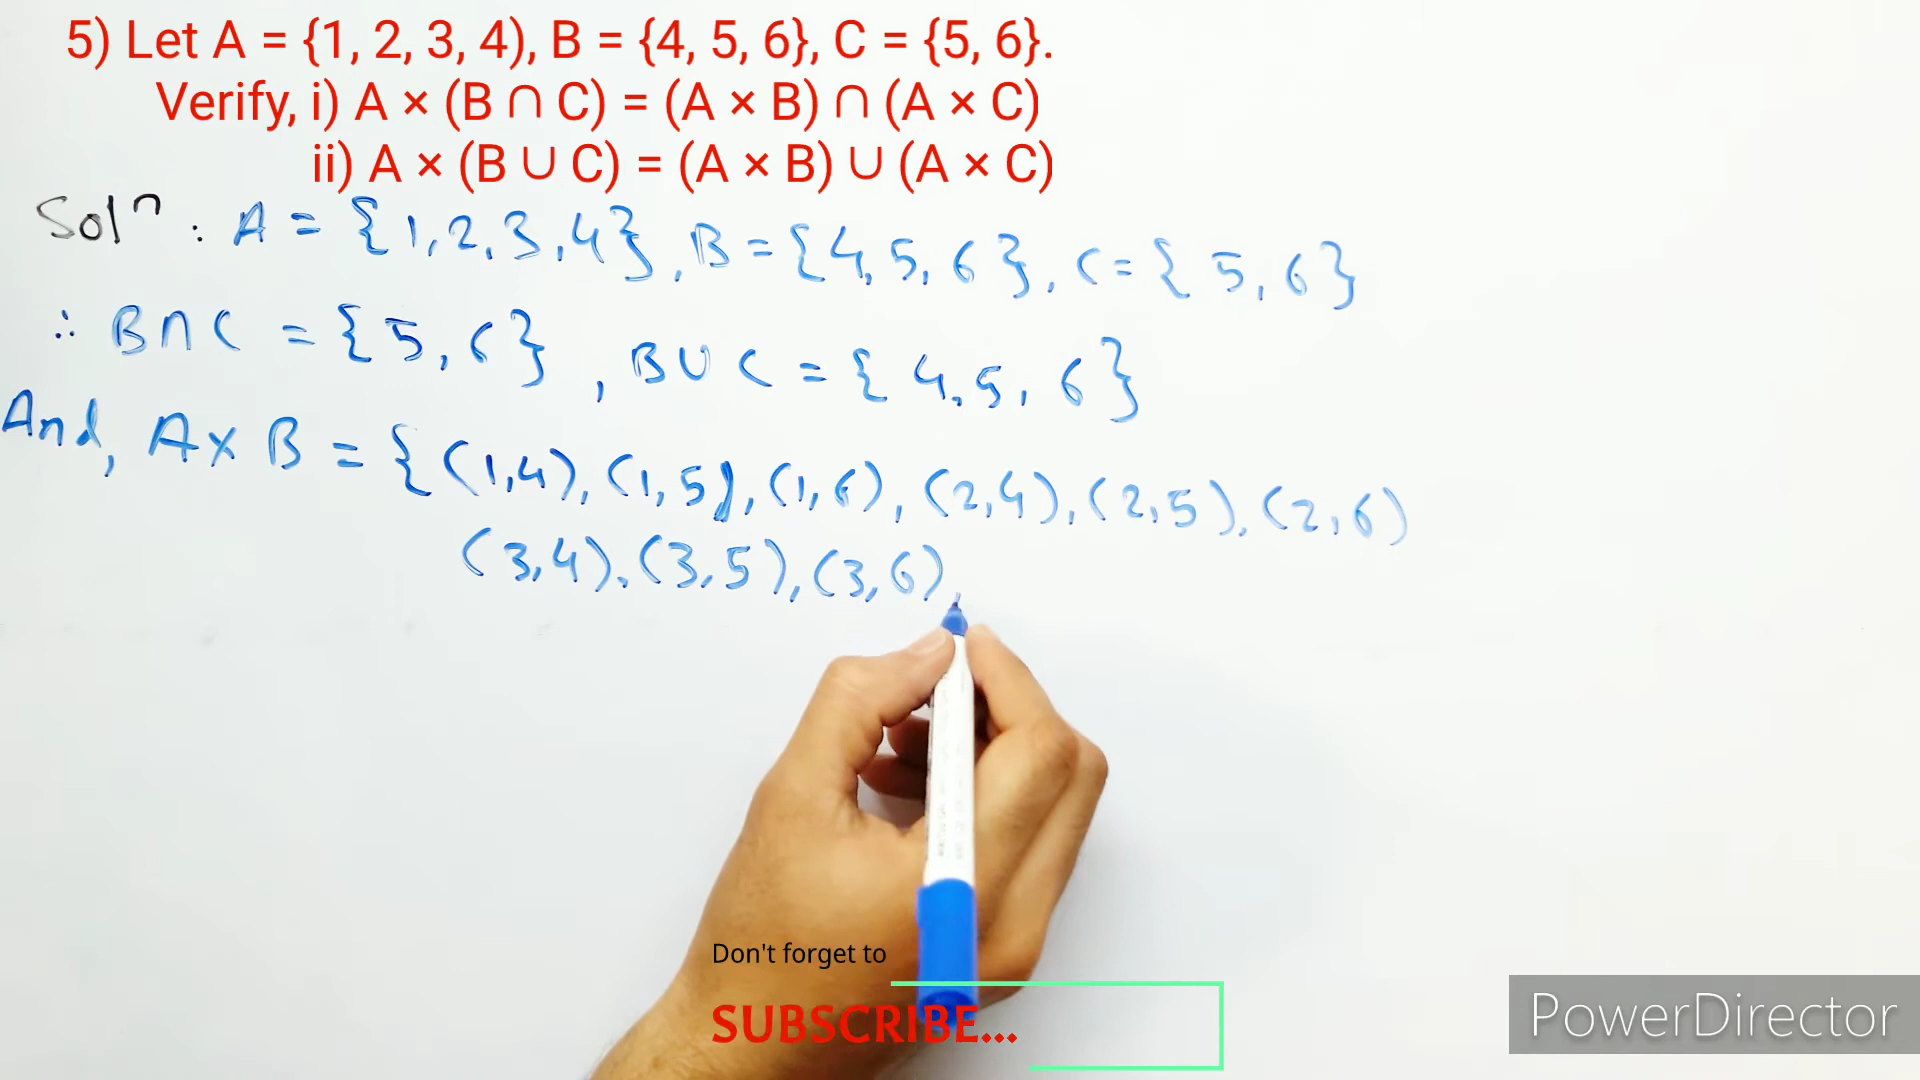 5) Let A = {1, 2, 3, 4), B = {4, 5, 6}, C = {5, 6}.
Verify, i) A × (B ∩ C) = (A × B) ∩ (A × C)
ii) A × (B ∪ C) = (A × B) ∪ (A × C)
Solⁿ : A = {1,2,3,4}, B = {4,5,6}, C = {5,6}
∴ B∩C = {5,6}, B∪C = {4,5,6}
And, A×B = {(1,4), (1,5), (1,6), (2,4), (2,5), (2,6)
(3,4), (3,5), (3,6),
Don't forget to
SUBSCRIBE...
PowerDirector